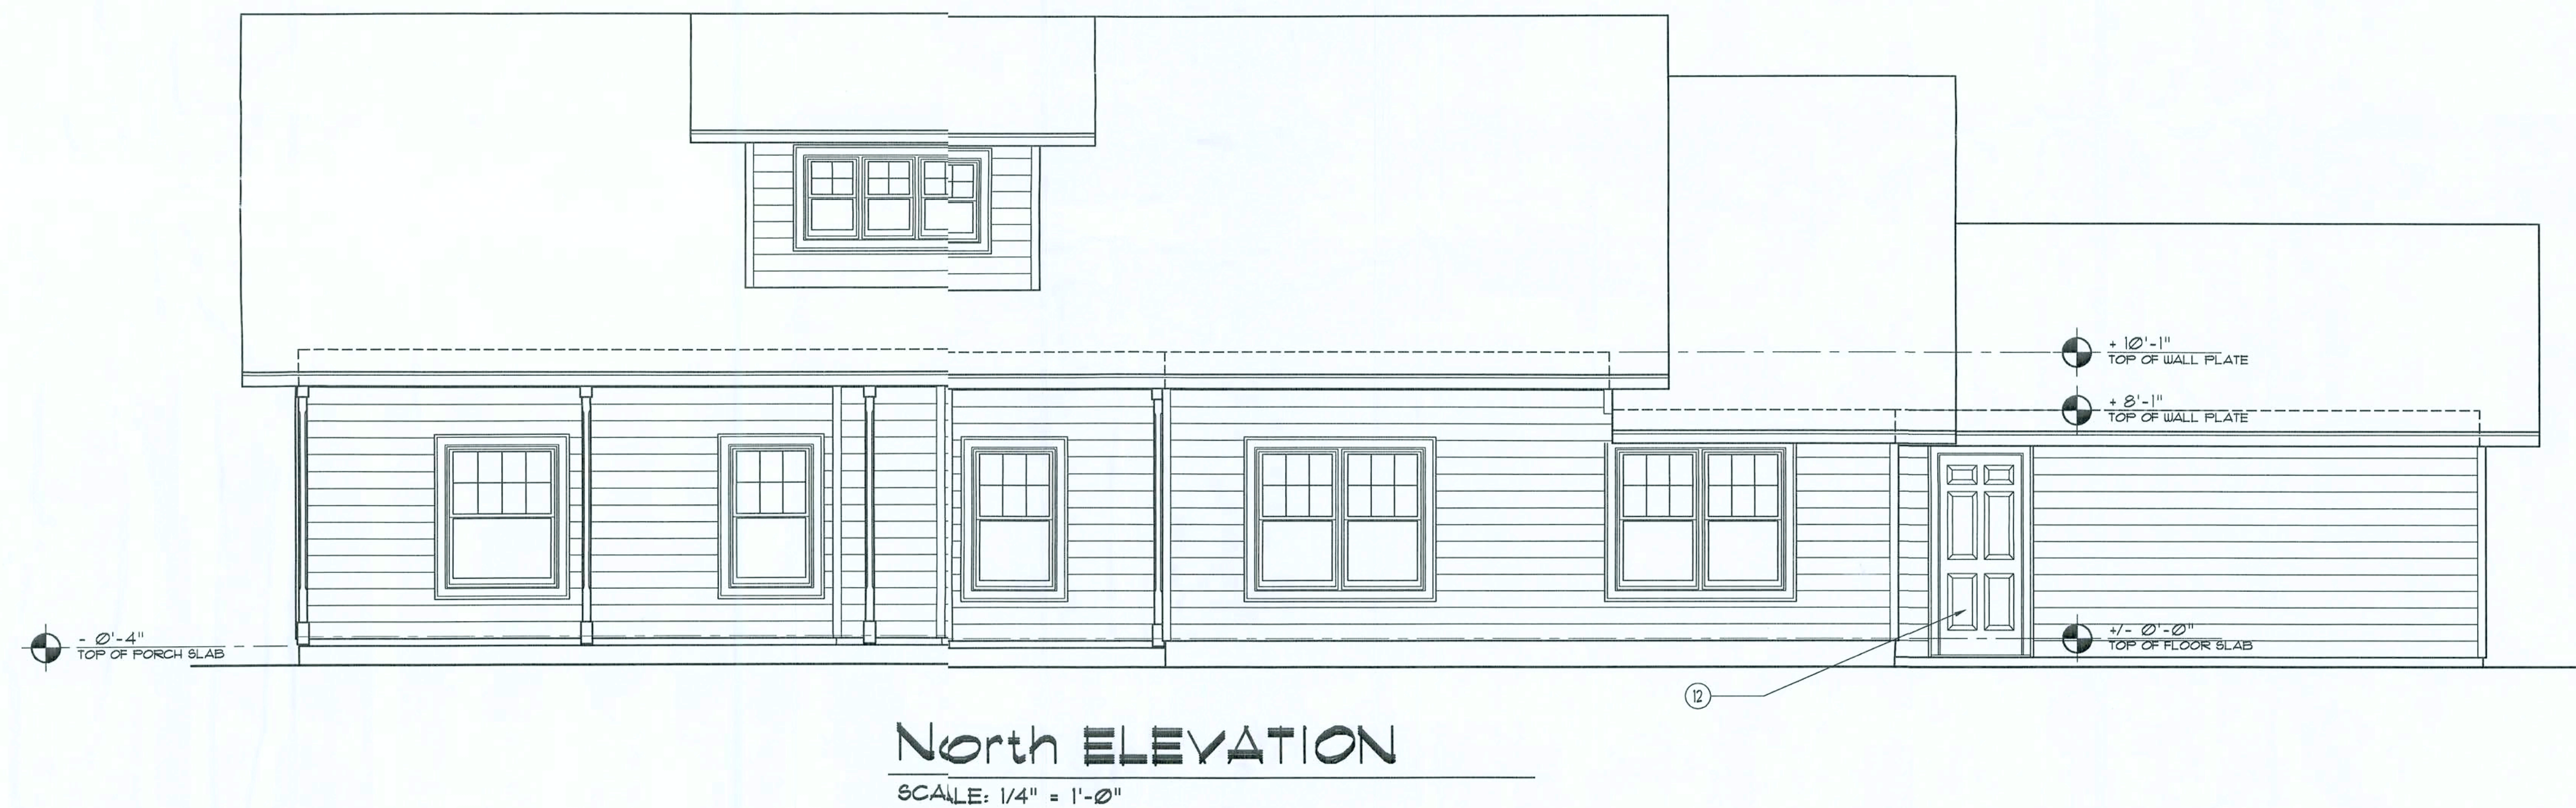 + 10'-1"
TOP OF WALL PLATE
+ 8'-1"
TOP OF WALL PLATE
- 0'-4"
TOP OF PORCH SLAB
+/- 0'-0"
TOP OF FLOOR SLAB
12
North ELEVATION
SCALE: 1/4" = 1'-0"